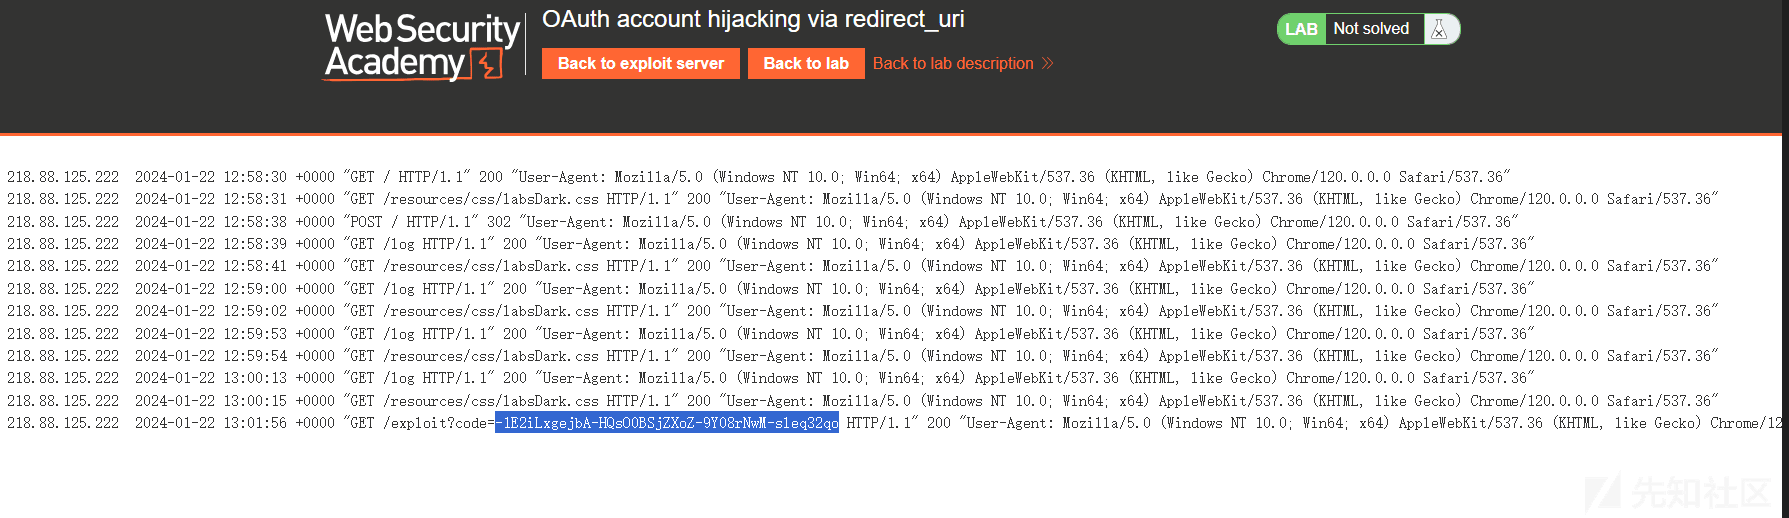 Web Security Academy
OAuth account hijacking via redirect_uri
Back to exploit server
Back to lab
Back to lab description
LAB
Not solved
218.88.125.222 2024-01-22 12:58:30 +0000 "GET / HTTP/1.1" 200 "User-Agent: Mozilla/5.0 (Windows NT 10.0; Win64; x64) AppleWebKit/537.36 (KHTML, like Gecko) Chrome/120.0.0.0 Safari/537.36"
218.88.125.222 2024-01-22 12:58:31 +0000 "GET /resources/css/labsDark.css HTTP/1.1" 200 "User-Agent: Mozilla/5.0 (Windows NT 10.0; Win64; x64) AppleWebKit/537.36 (KHTML, like Gecko) Chrome/120.0.0.0 Safari/537.36"
218.88.125.222 2024-01-22 12:58:38 +0000 "POST / HTTP/1.1" 302 "User-Agent: Mozilla/5.0 (Windows NT 10.0; Win64; x64) AppleWebKit/537.36 (KHTML, like Gecko) Chrome/120.0.0.0 Safari/537.36
218.88.125.222 2024-01-22 12:58:39 +0000 "GET /log HTTP/1.1" 200 "User-Agent: Mozilla/5.0 (Windows NT 10.0; Win64; x64) AppleWebKit/537.36 (KHTML, like Gecko) Chrome/120.0.0.0 Safari/537.36"
218.88.125.222 2024-01-22 12:58:41 +0000 "GET /resources/css/labsDark.css HTTP/1.1" 200 "User-Agent: Mozilla/5.0 (Windows NT 10.0; Win64; x64) AppleWebKit/537.36 (KHTML, like Gecko) Chrome/120.0.0.0 Safari/537.36"
218.88.125.222 2024-01-22 12:59:00 +0000 "GET /log HTTP/1.1" 200 "User-Agent: Mozilla/5.0 (Windows NT 10.0; Win64; x64) AppleWebKit/537.36 (KHTML, like Gecko) Chrome/120.0.0.0 Safari/537.36"
218.88.125.222 2024-01-22 12:59:02 +0000 "GET /resources/css/labsDark.css HTTP/1.1" 200 "User-Agent: Mozilla/5.0 (Windows NT 10.0; Win64; x64) AppleWebKit/537.36 (KHTML, like Gecko) Chrome/120.0.0.0 Safari/537.36"
218.88.125.222 2024-01-22 12:59:53 +0000 "GET /log HTTP/1.1" 200 "User-Agent: Mozilla/5.0 (Windows NT 10.0; Win64; x64) AppleWebKit/537.36 (KHTML, like Gecko) Chrome/120.0.0.0 Safari/537.36"
218.88.125.222 2024-01-22 12:59:54 +0000 "GET /resources/css/labsDark.css HTTP/1.1" 200 "User-Agent: Mozilla/5.0 (Windows NT 10.0; Win64; x64) AppleWebKit/537.36 (KHTML, like Gecko) Chrome/120.0.0.0 Safari/537.36"
218.88.125.222 2024-01-22 13:00:13 +0000 "GET /log HTTP/1.1" 200 "User-Agent: Mozilla/5.0 (Windows NT 10.0; Win64; x64) AppleWebKit/537.36 (KHTML, like Gecko) Chrome/120.0.0.0 Safari/537.36"
218.88.125.222 2024-01-22 13:00:15 +0000 "GET /resources/css/labsDark.css HTTP/1.1" 200 "User-Agent: Mozilla/5.0 (Windows NT 10.0; Win64; x64) AppleWebKit/537.36 (KHTML, like Gecko) Chrome/120.0.0.0 Safari/537.36"
218.88.125.222 2024-01-22 13:01:56 +0000 "GET /exploit?code=-1E2iLxgejbA-HQsO0BSjZXoZ-9Y08rNwM-sleq32qo HTTP/1.1" 200 "User-Agent: Mozilla/5.0 (Windows NT 10.0; Win64; x64) AppleWebKit/537.36 (KHTML, like Gecko) Chrome/12
先知社区